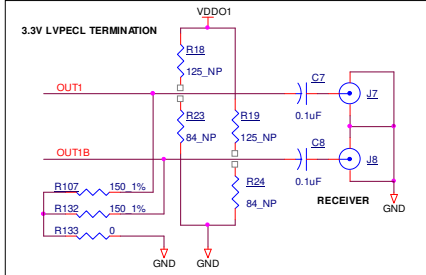 VDDO1
3.3V LVPECL TERMINATION
R18
125_NP
C7
OUT1
J7
R23
R19
0.1uF
84_NP
125_NP
C8
OUT1B
J8
R24
0.1uF
R107
150_1%
84_NP
RECEIVER
R132
150_1%
GND
R133
0
GND
GND